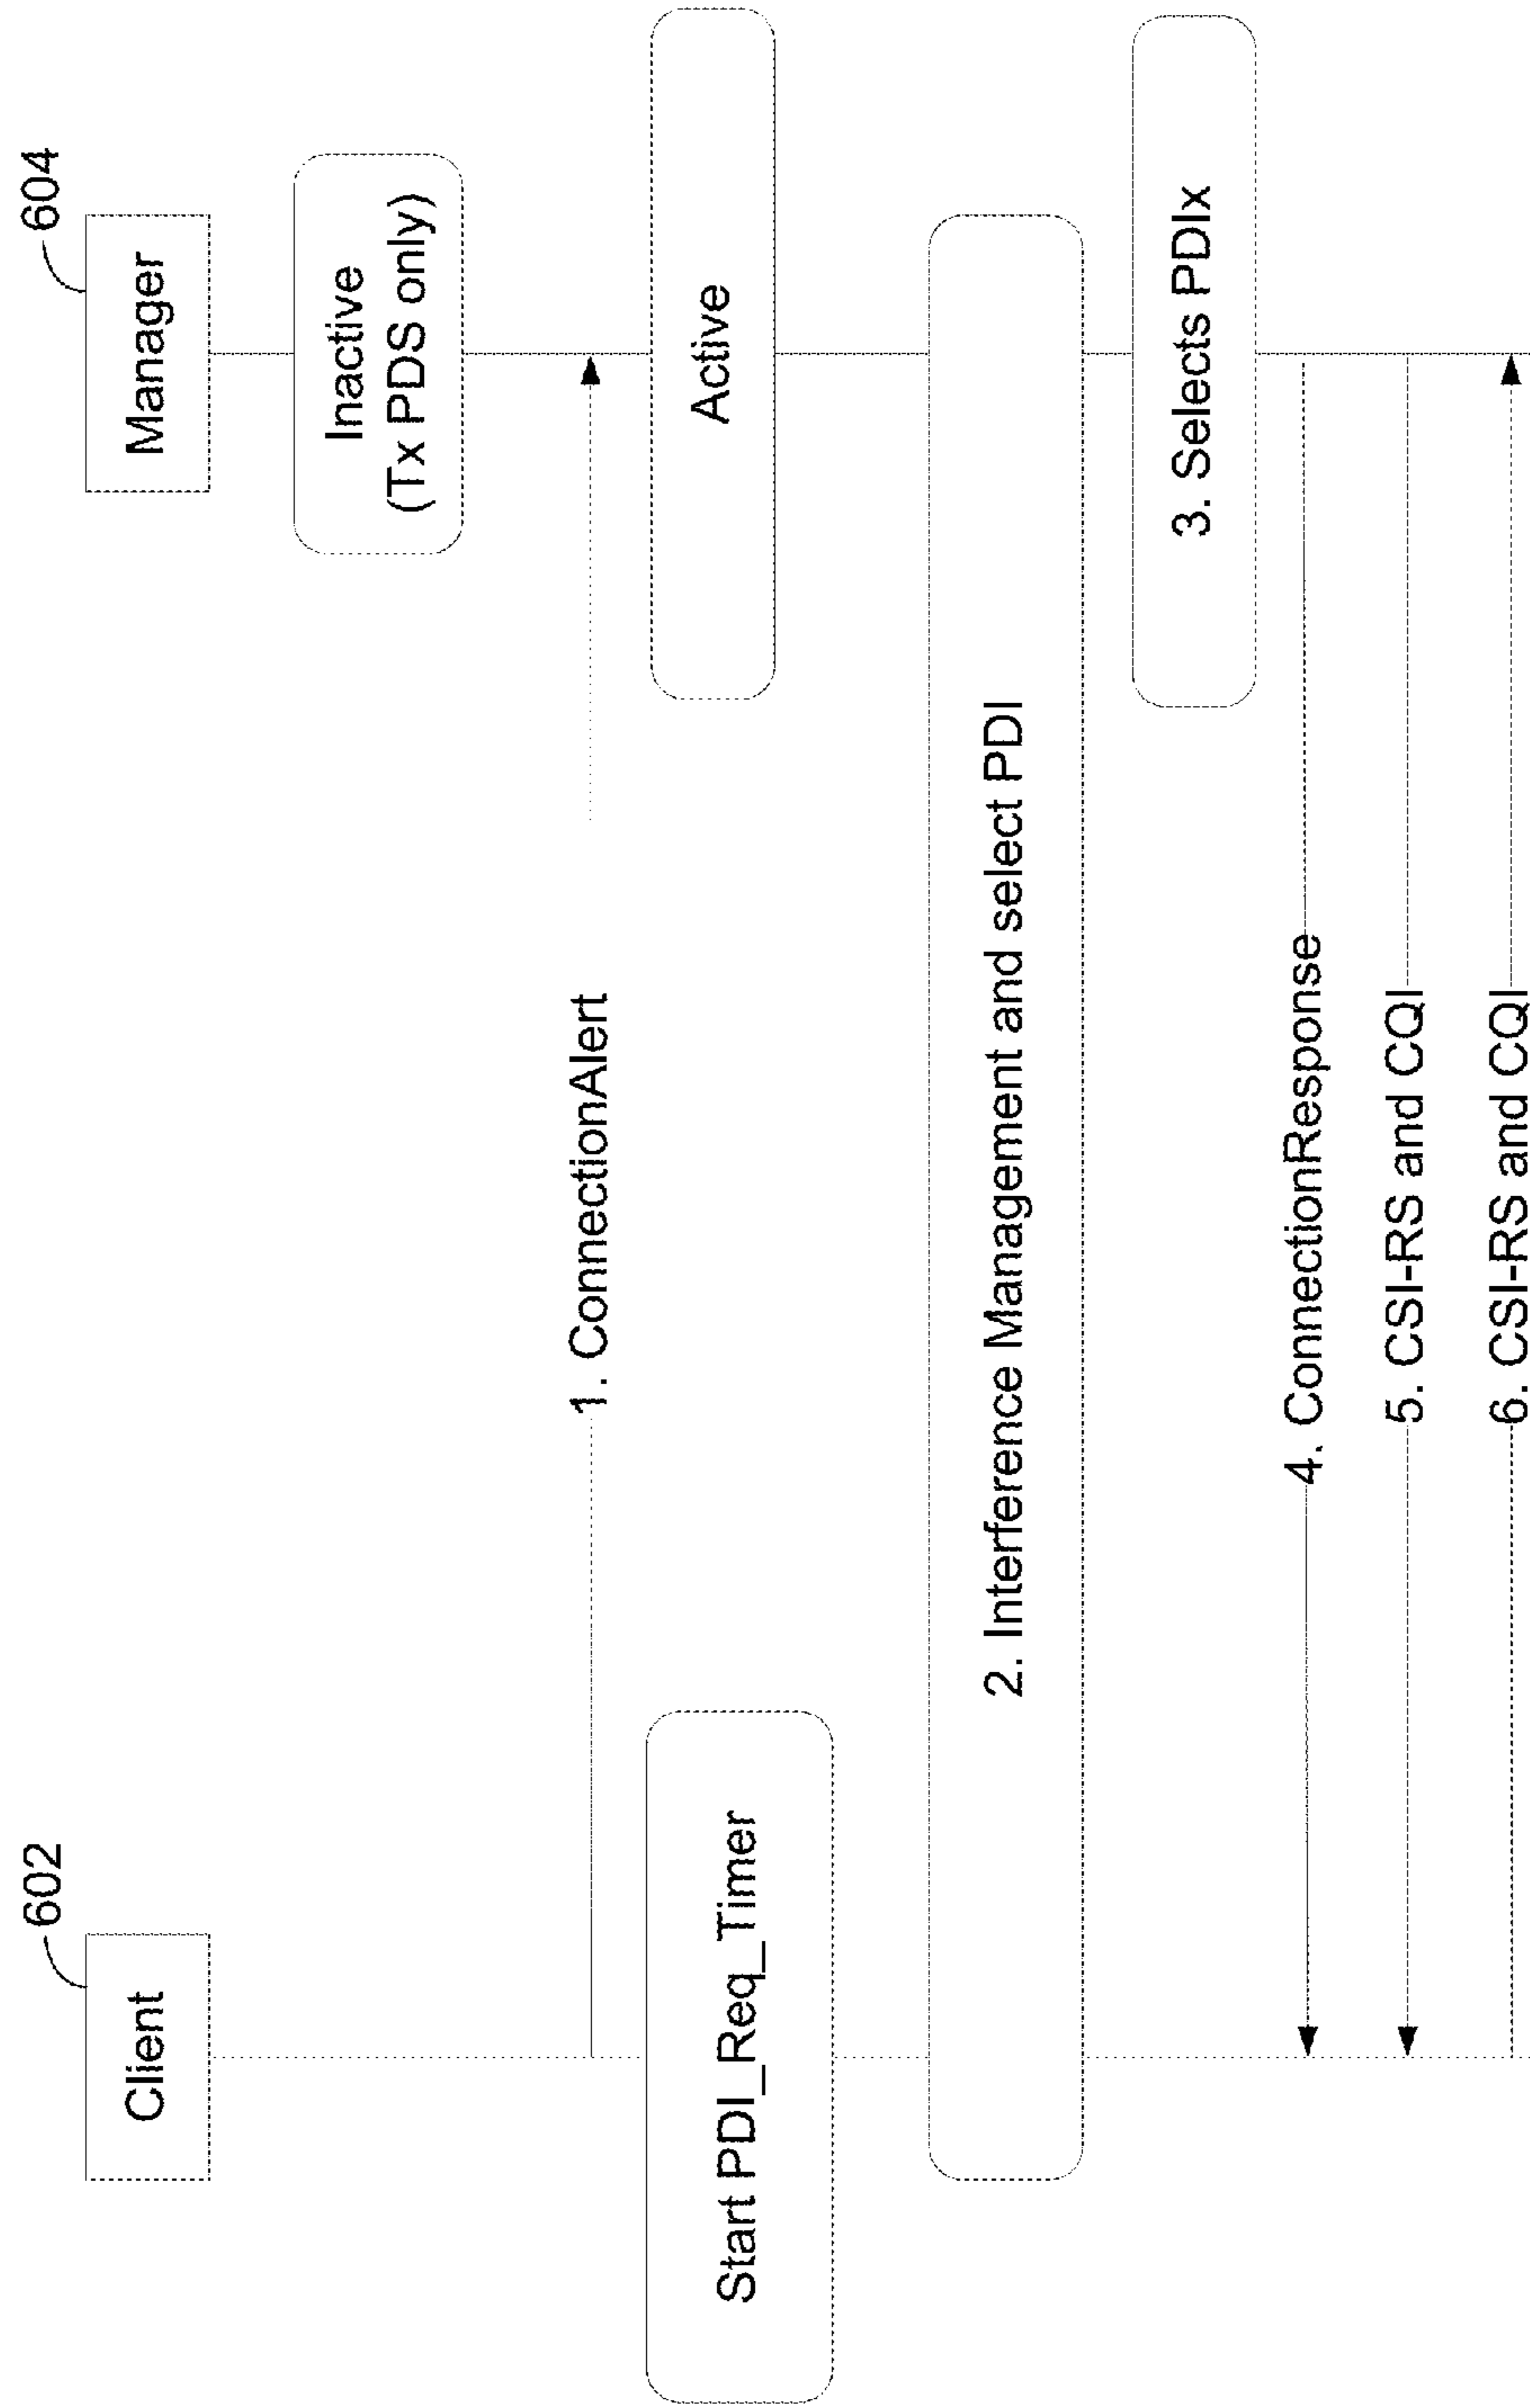 602
604
Client
Manager
Inactive
(Tx PDS only)
1. ConnectionAlert
Start PDI_Req_Timer
Active
2. Interference Management and select PDI
3. Selects PDIx
4. ConnectionResponse
5. CSI-RS and CQI
6. CSI-RS and CQI